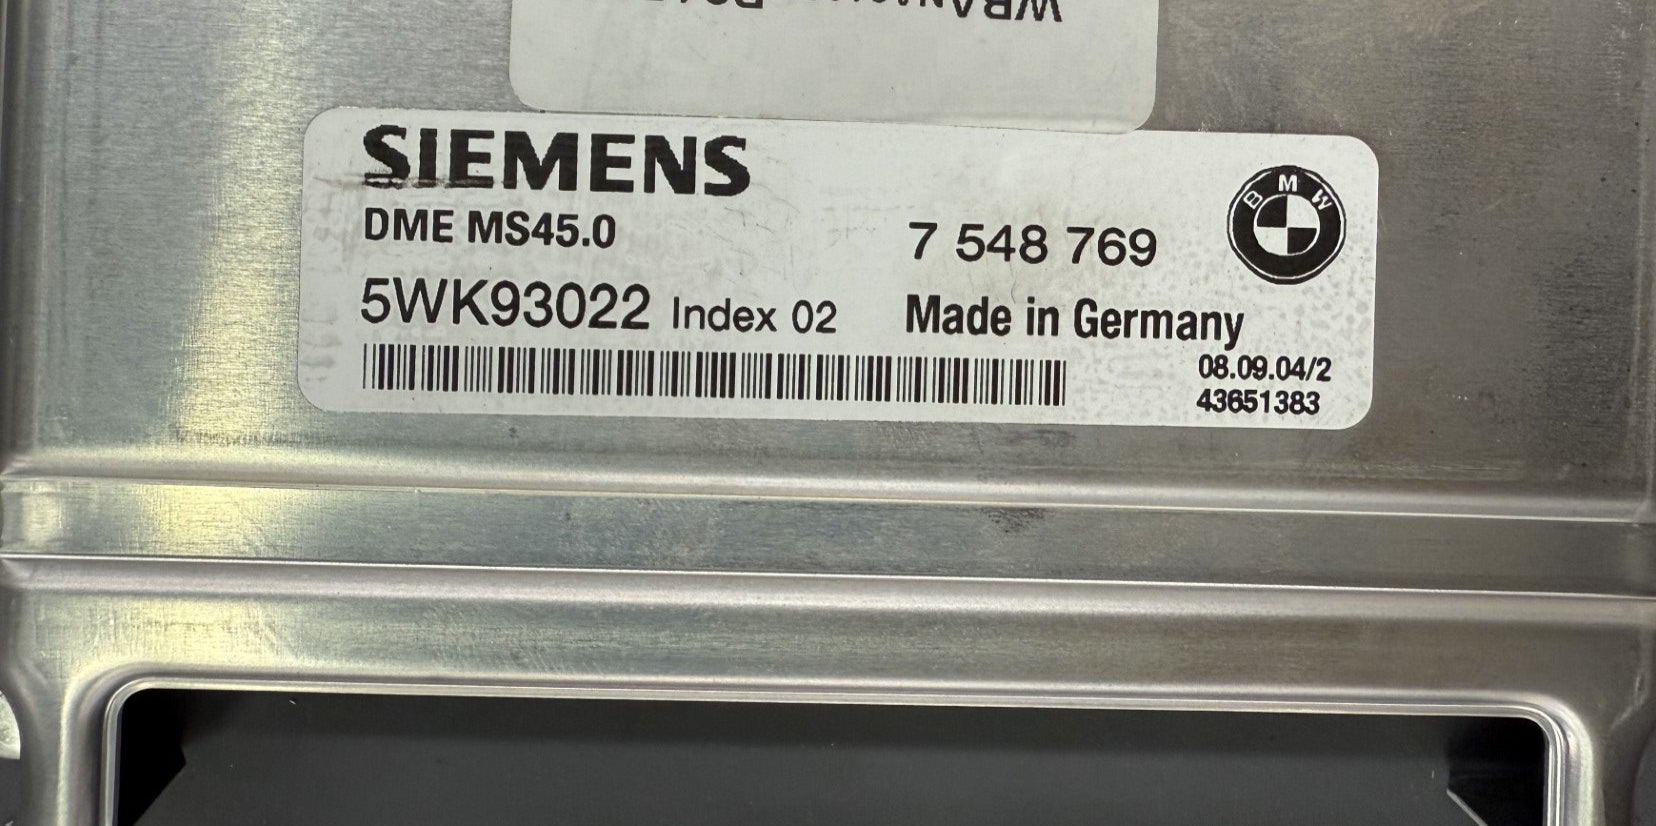 SIEMENS
DME MS45.0
7 548 769
BMW
5WK93022 Index 02
Made in Germany
08.09.04/2
43651383